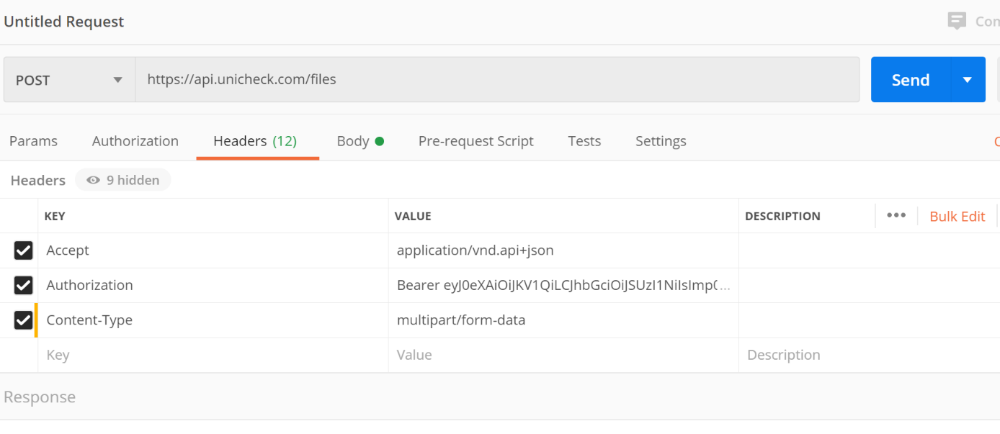 Untitled Request
Com
POST https://api.unicheck.com/files Send
Params Authorization Headers (12) Body Pre-request Script Tests Settings
Headers 9 hidden
KEY VALUE DESCRIPTION ••• Bulk Edit
Accept application/vnd.api+json
Authorization Bearer eyJ0eXAiOiJKV1QiLCJhbGciOiJSUzI1NiIsImp...
Content-Type multipart/form-data
Key Value Description
Response